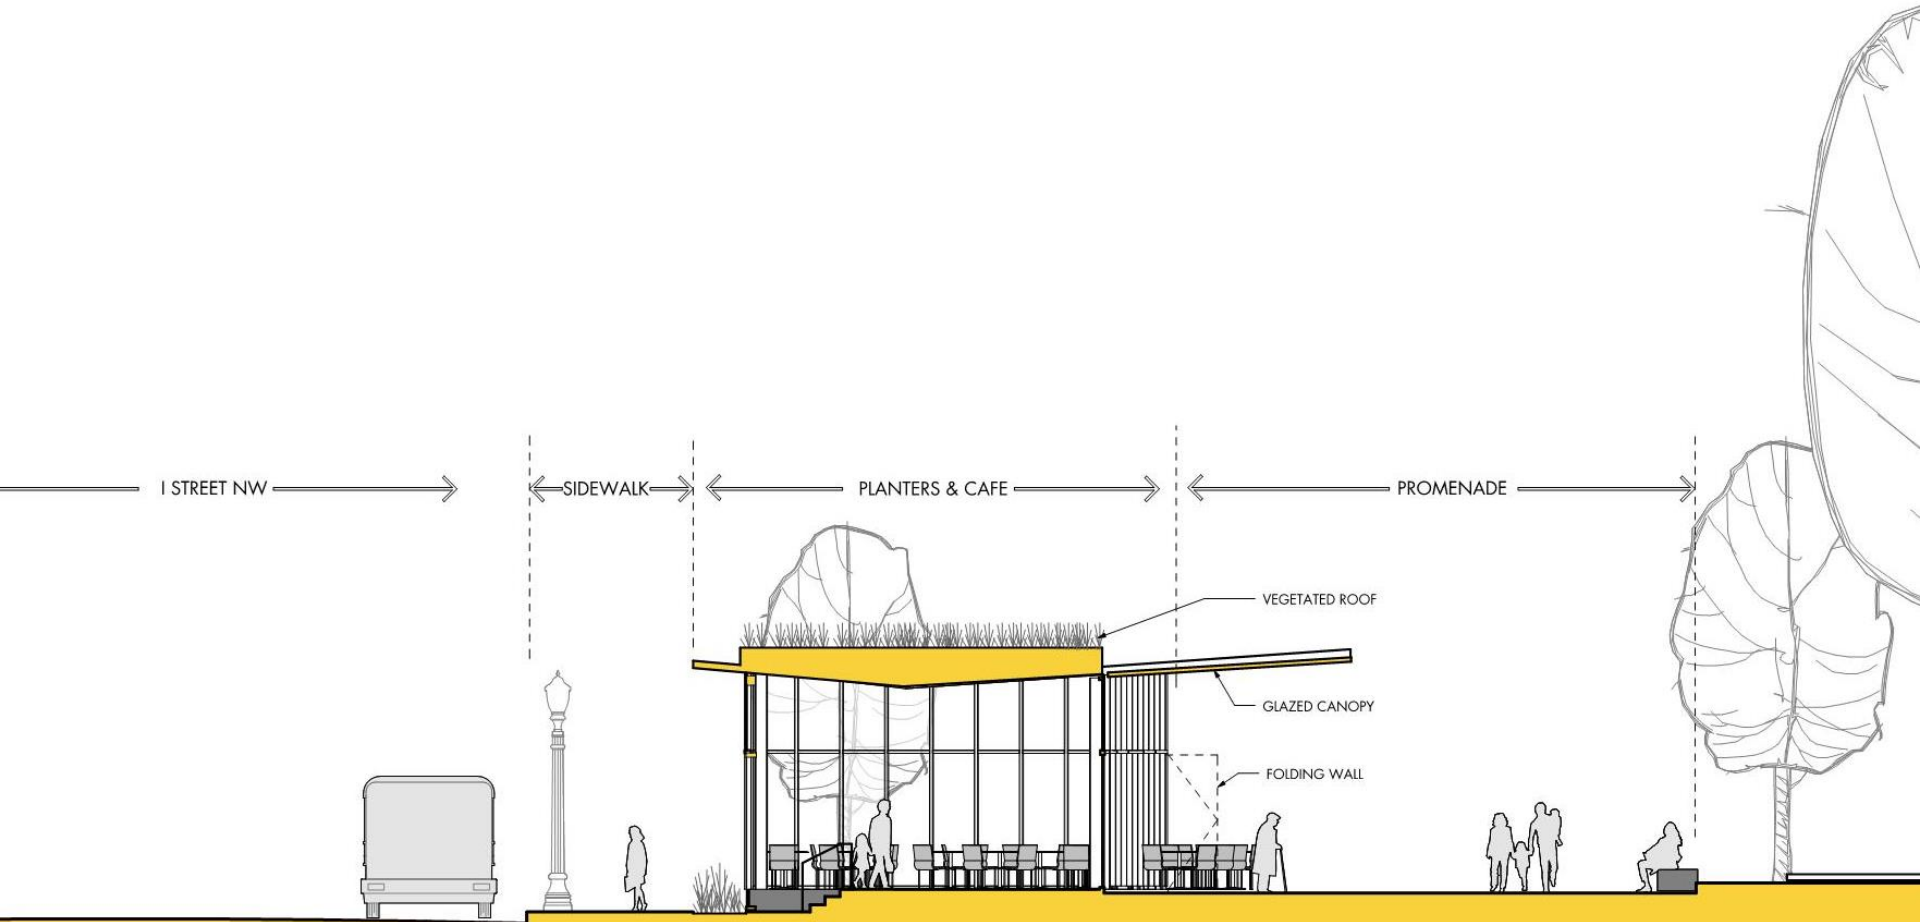 I STREET NW
SIDEWALK
PLANTERS & CAFE
PROMENADE
VEGETATED ROOF
GLAZED CANOPY
FOLDING WALL